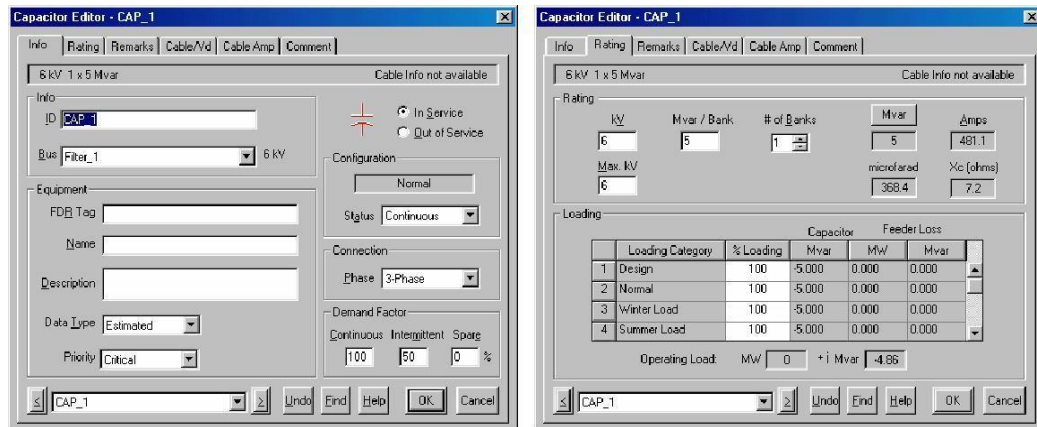 Capacitor Editor - CAP_1
Info Rating Remarks Cable/Vd Cable Amp Comment
6 kV 1 x 5 Mvar Cable Info not available
Info
ID CAP_1
Bus Filter_1 6 kV
In Service
Out of Service
Equipment
FDR Tag
Name
Description
Data Type Estimated
Priority Critical
Configuration
Normal
Status Continuous
Connection
Phase 3-Phase
Demand Factor
Continuous Intermittent Spare
100 50 0 %
< CAP_1 > Undo Find Help OK Cancel
Capacitor Editor - CAP_1
Info Rating Remarks Cable/Vd Cable Amp Comment
6 kV 1 x 5 Mvar Cable Info not available
Rating
kV Mvar / Bank # of Banks Mvar Amps
6 5 1 5 481.1
Max. kV microfarad Xc (ohms)
6 368.4 7.2
Loading
Capacitor Feeder Loss
Loading Category % Loading Mvar MW Mvar
1 Design 100 -5.000 0.000 0.000
2 Normal 100 -5.000 0.000 0.000
3 Winter Load 100 -5.000 0.000 0.000
4 Summer Load 100 -5.000 0.000 0.000
Operating Load: MW 0 + j Mvar -4.86
< CAP_1 > Undo Find Help OK Cancel